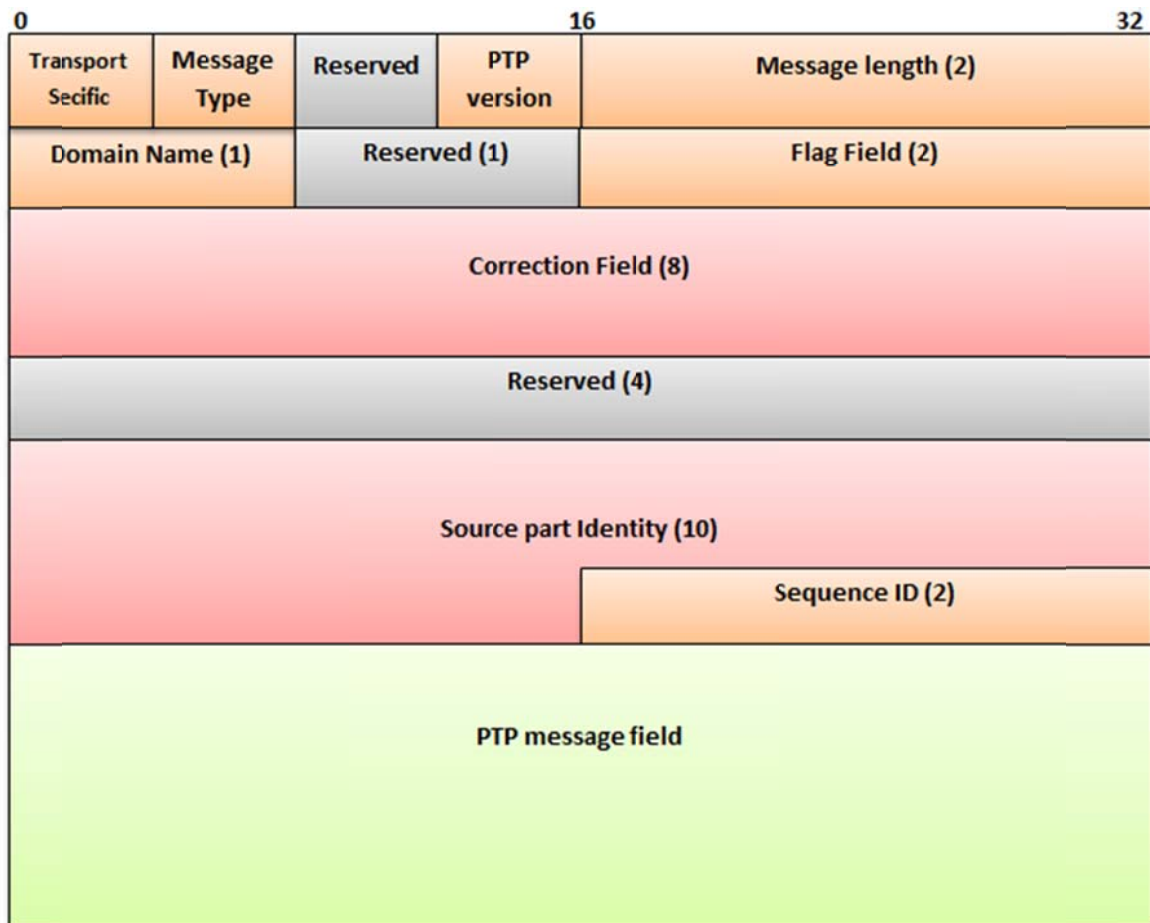 0 16 32
Transport
Secific
Message
Type
Reserved
PTP
version
Message length (2)
Domain Name (1)
Reserved (1)
Flag Field (2)
Correction Field (8)
Reserved (4)
Source part Identity (10)
Sequence ID (2)
PTP message field